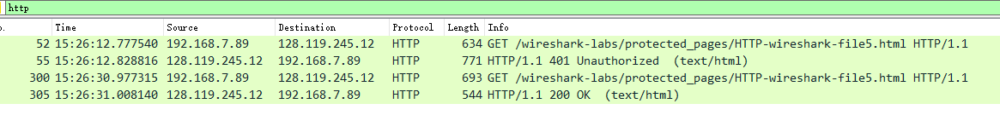 http
o. Time Source Destination Protocol Length Info
52 15:26:12.777540 192.168.7.89 128.119.245.12 HTTP 634 GET /wireshark-labs/protected_pages/HTTP-wireshark-file5.html HTTP/1.1
55 15:26:12.828816 128.119.245.12 192.168.7.89 HTTP 771 HTTP/1.1 401 Unauthorized (text/html)
300 15:26:30.977315 192.168.7.89 128.119.245.12 HTTP 693 GET /wireshark-labs/protected_pages/HTTP-wireshark-file5.html HTTP/1.1
305 15:26:31.008140 128.119.245.12 192.168.7.89 HTTP 544 HTTP/1.1 200 OK (text/html)